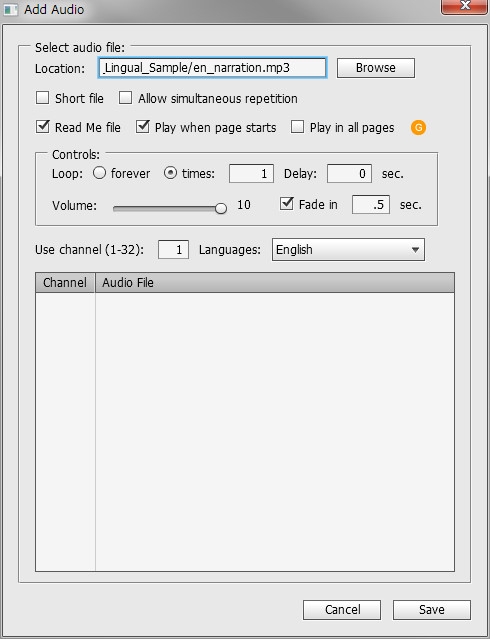 Add Audio
Select audio file:
Location: _Lingual_Sample/en_narration.mp3 Browse
Short file Allow simultaneous repetition
Read Me file Play when page starts Play in all pages G
Controls:
Loop: forever times: 1 Delay: 0 sec.
Volume: 10 Fade in .5 sec.
Use channel (1-32): 1 Languages: English
Channel Audio File
Cancel Save